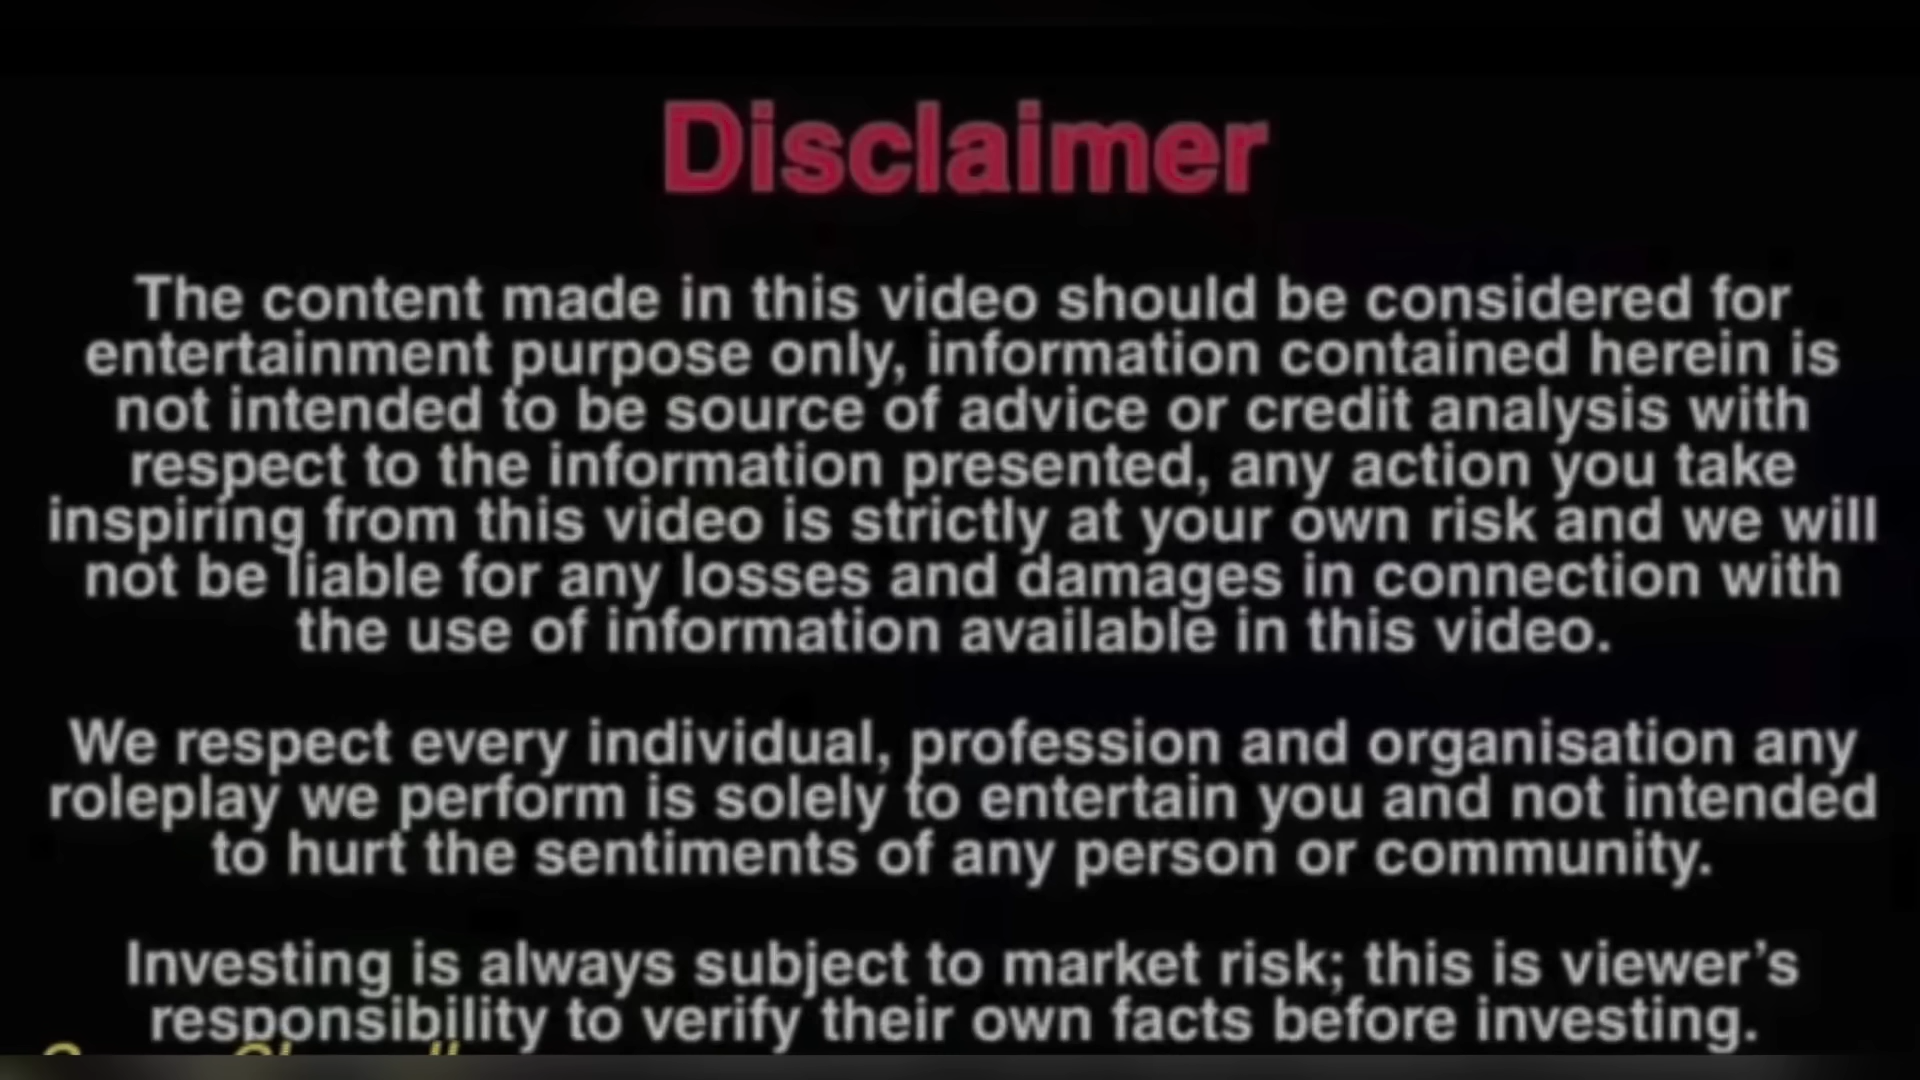 Disclaimer
The content made in this video should be considered for
entertainment purpose only, information contained herein is
not intended to be source of advice or credit analysis with
respect to the information presented, any action you take
inspiring from this video is strictly at your own risk and we will
not be liable for any losses and damages in connection with
the use of information available in this video.
We respect every individual, profession and organisation any
roleplay we perform is solely to entertain you and not intended
to hurt the sentiments of any person or community.
Investing is always subject to market risk; this is viewer’s
responsibility to verify their own facts before investing.